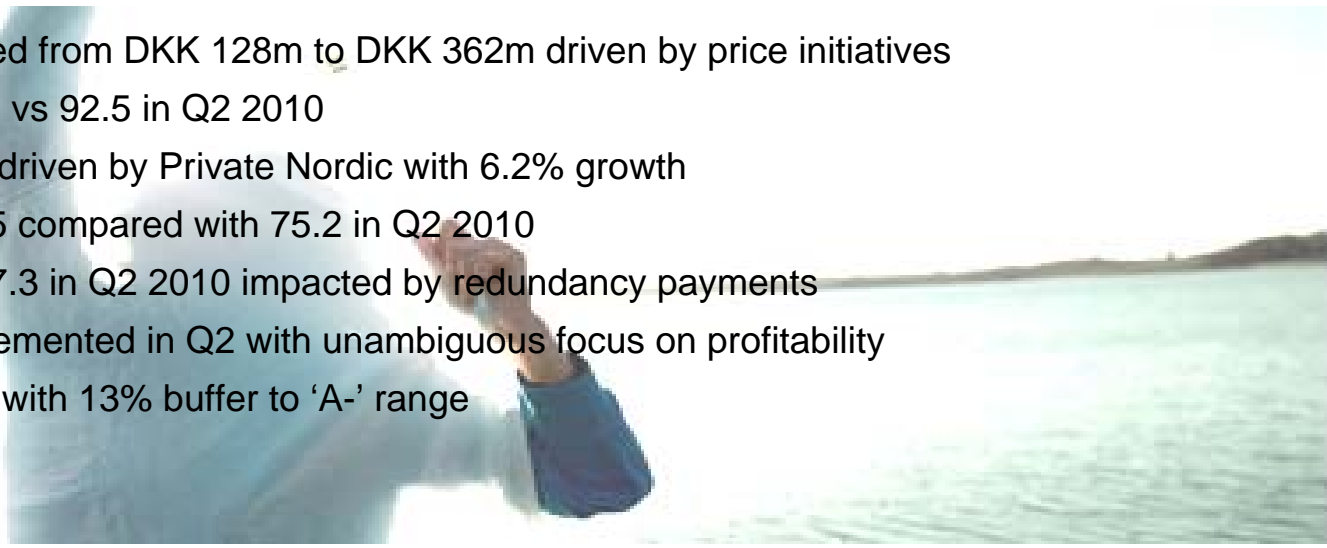 ed from DKK 128m to DKK 362m driven by price initiatives
vs 92.5 in Q2 2010
driven by Private Nordic with 6.2% growth
5 compared with 75.2 in Q2 2010
7.3 in Q2 2010 impacted by redundancy payments
emented in Q2 with unambiguous focus on profitability
with 13% buffer to ‘A-’ range